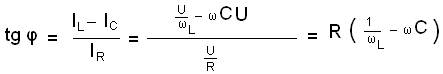 tg φ = (I_L – I_C) / I_R = (U/ω_L – ωCU) / (U/R) = R ( 1/ω_L – ωC )